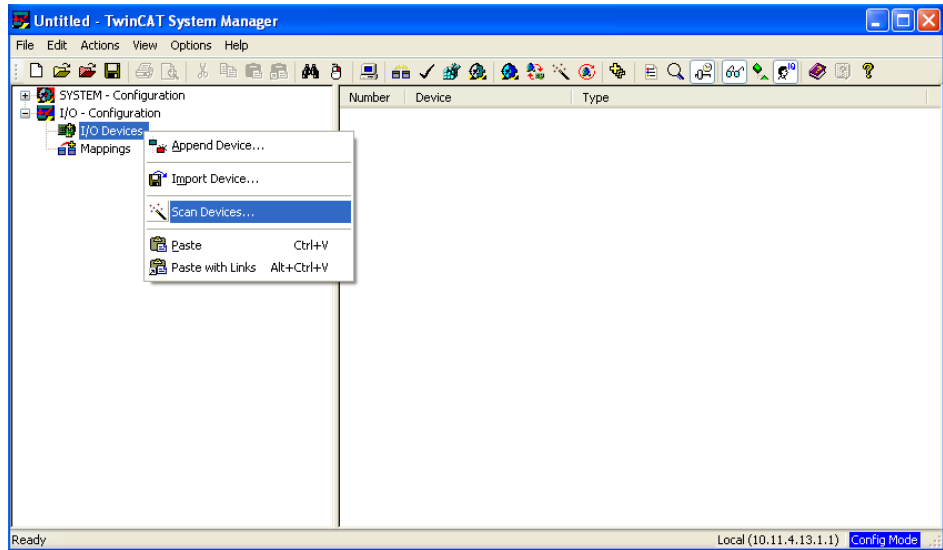 Untitled - TwinCAT System Manager
File Edit Actions View Options Help
SYSTEM - Configuration
I/O - Configuration
I/O Devices
Mappings
Append Device...
Import Device...
Scan Devices...
Paste Ctrl+V
Paste with Links Alt+Ctrl+V
Number Device Type
Ready Local (10.11.4.13.1.1) Config Mode